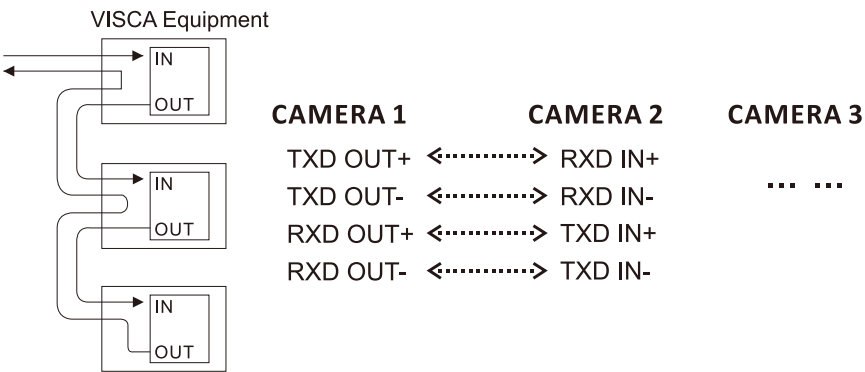 VISCA Equipment
IN
OUT
IN
OUT
IN
OUT
CAMERA 1 CAMERA 2 CAMERA 3
TXD OUT+ RXD IN+
TXD OUT- RXD IN-
RXD OUT+ TXD IN+
RXD OUT- TXD IN-
... ...